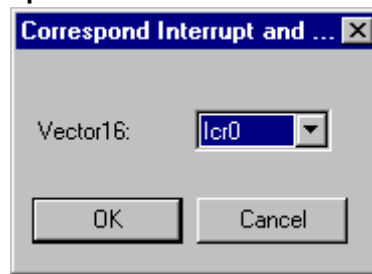 Correspond Interrupt and ...
Vector16: Icr0
OK Cancel